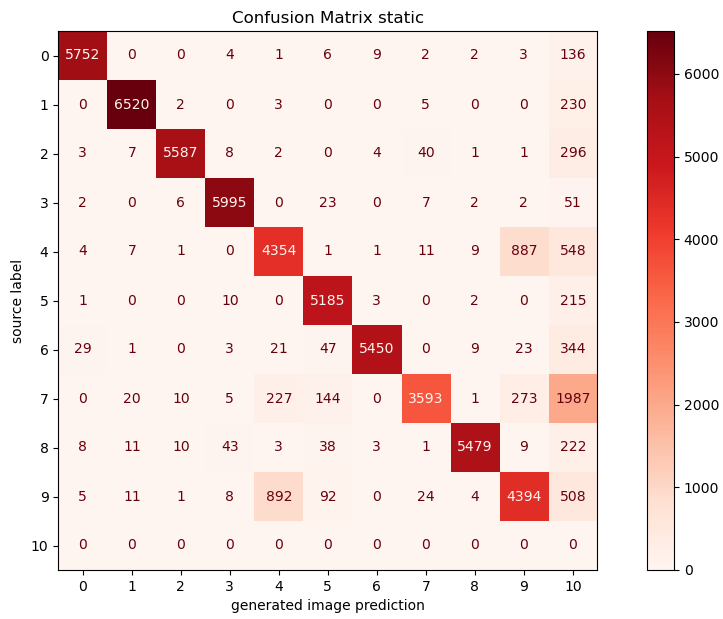 Confusion Matrix static
0 5752 0 0 4 1 6 9 2 2 3 136
1 0 6520 2 0 3 0 0 5 0 0 230
2 3 7 5587 8 2 0 4 40 1 1 296
3 2 0 6 5995 0 23 0 7 2 2 51
4 4 7 1 0 4354 1 1 11 9 887 548
5 1 0 0 10 0 5185 3 0 2 0 215
6 29 1 0 3 21 47 5450 0 9 23 344
7 0 20 10 5 227 144 0 3593 1 273 1987
8 8 11 10 43 3 38 3 1 5479 9 222
9 5 11 1 8 892 92 0 24 4 4394 508
10 0 0 0 0 0 0 0 0 0 0 0
0 1 2 3 4 5 6 7 8 9 10
generated image prediction
source label
6000
5000
4000
3000
2000
1000
0